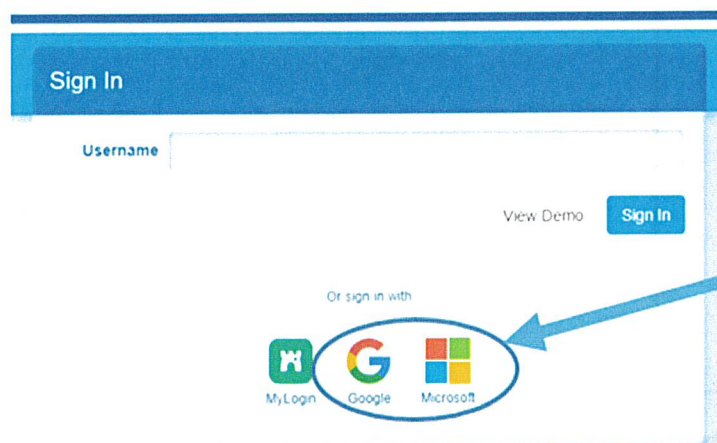 Sign In
Username
View Demo Sign In
Or sign in with
MyLogin Google Microsoft